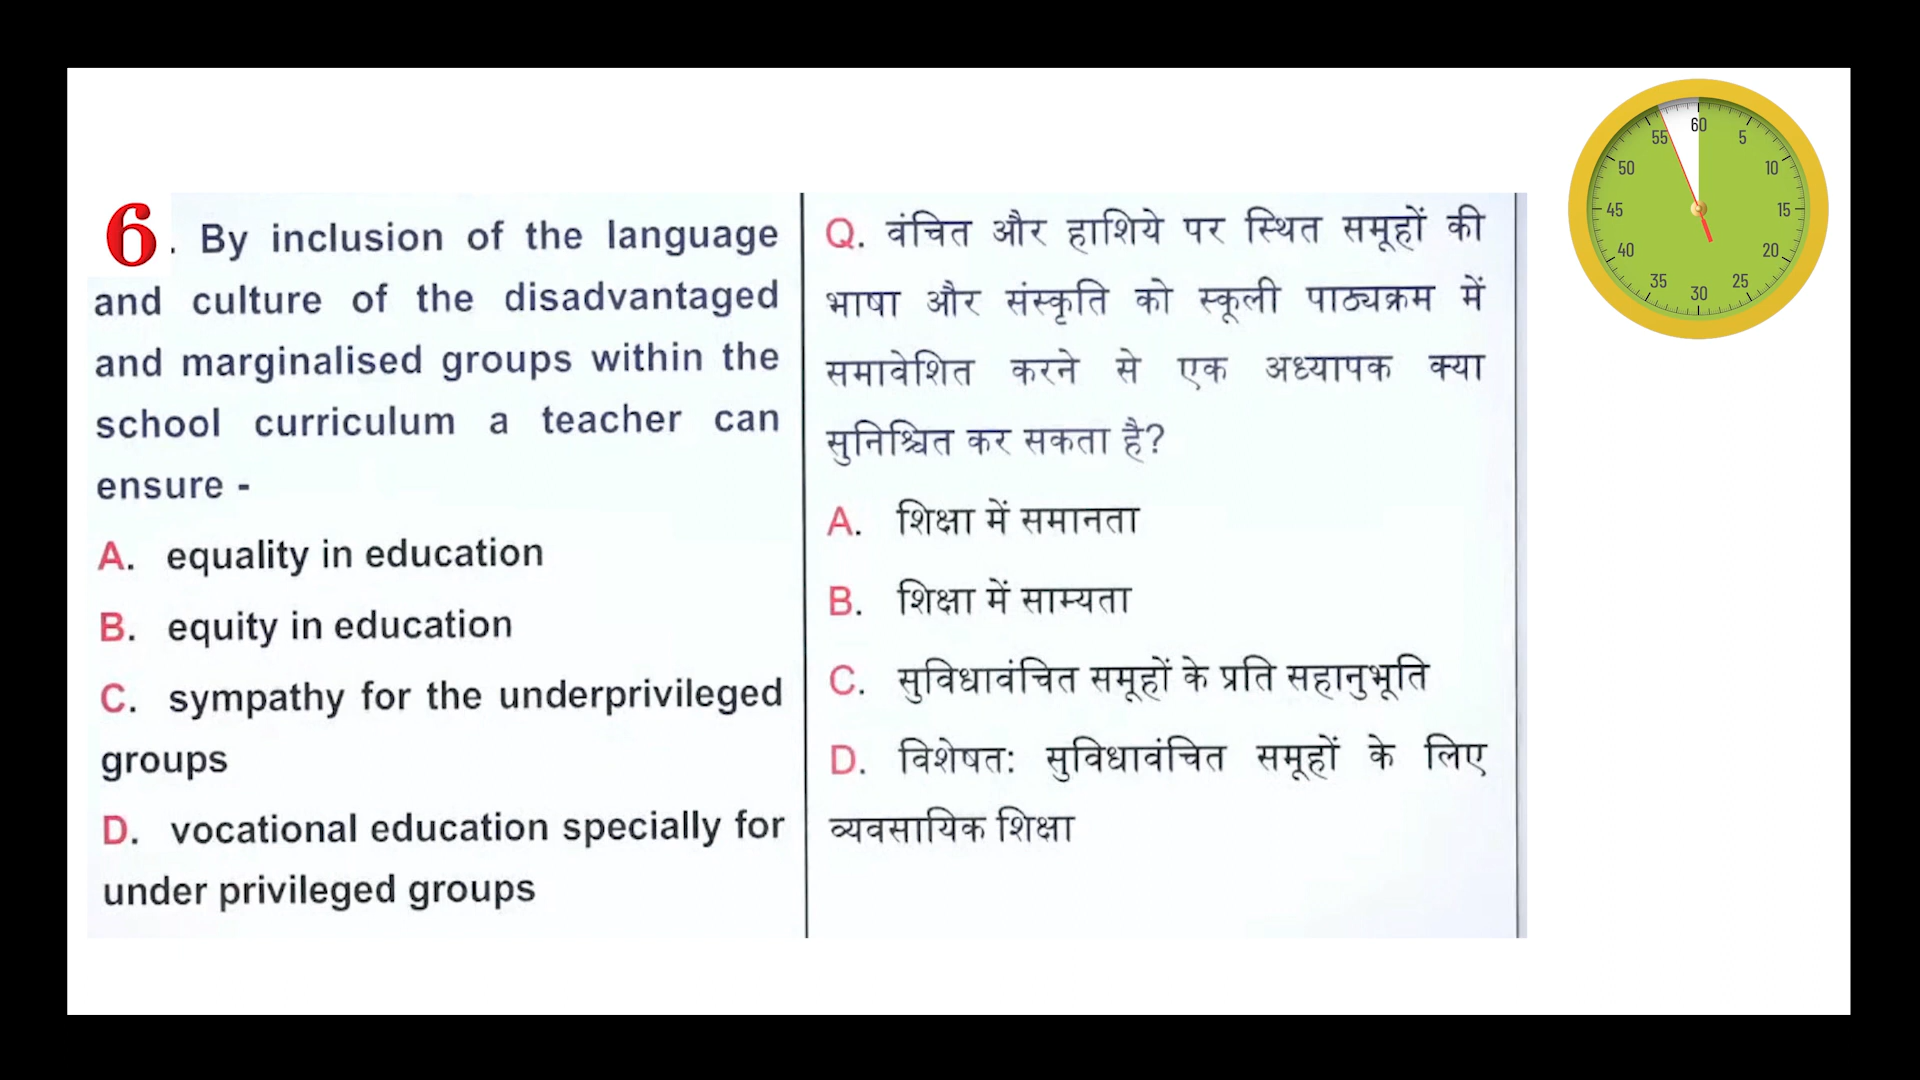 6. By inclusion of the language
and culture of the disadvantaged
and marginalised groups within the
school curriculum a teacher can
ensure -
A. equality in education
B. equity in education
C. sympathy for the underprivileged
groups
D. vocational education specially for
under privileged groups
Q. वंचित और हाशिये पर स्थित समूहों की
भाषा और संस्कृति को स्कूली पाठ्यक्रम में
समावेशित करने से एक अध्यापक क्या
सुनिश्चित कर सकता है?
A. शिक्षा में समानता
B. शिक्षा में साम्यता
C. सुविधावंचित समूहों के प्रति सहानुभूति
D. विशेषत: सुविधावंचित समूहों के लिए
व्यवसायिक शिक्षा
60
5
10
15
20
25
30
35
40
45
50
55